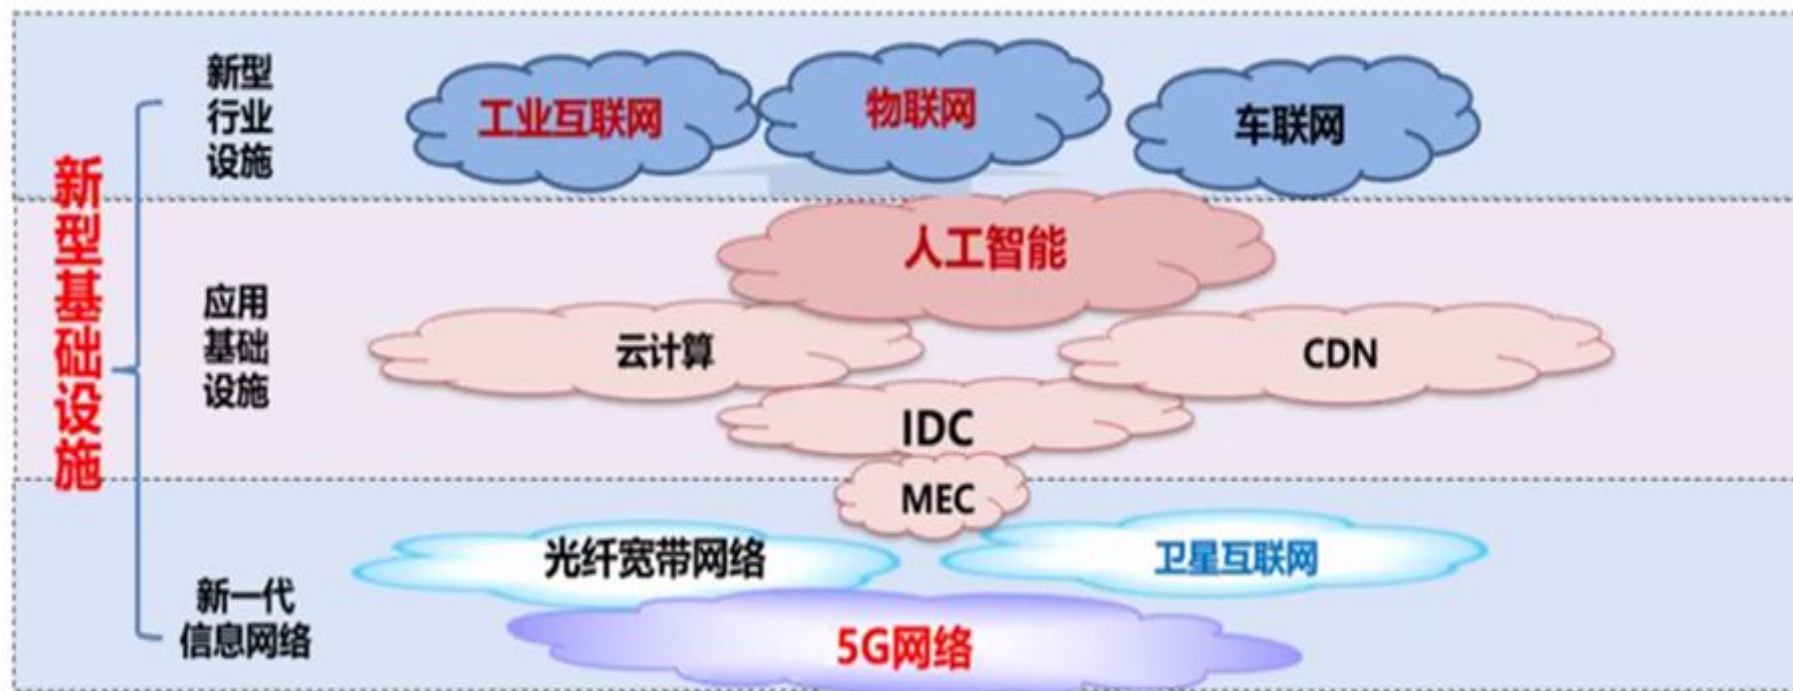 新型基础设施
新型
行业
设施
工业互联网
物联网
车联网
应用
基础
设施
人工智能
云计算
CDN
IDC
MEC
新一代
信息网络
光纤宽带网络
卫星互联网
5G网络